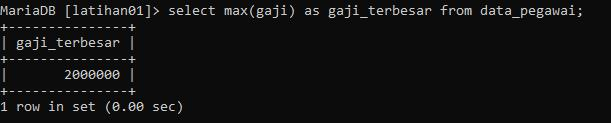 MariaDB [latihan01]> select max(gaji) as gaji_terbesar from data_pegawai;
+---------------+
| gaji_terbesar |
+---------------+
|       2000000 |
+---------------+
1 row in set (0.00 sec)